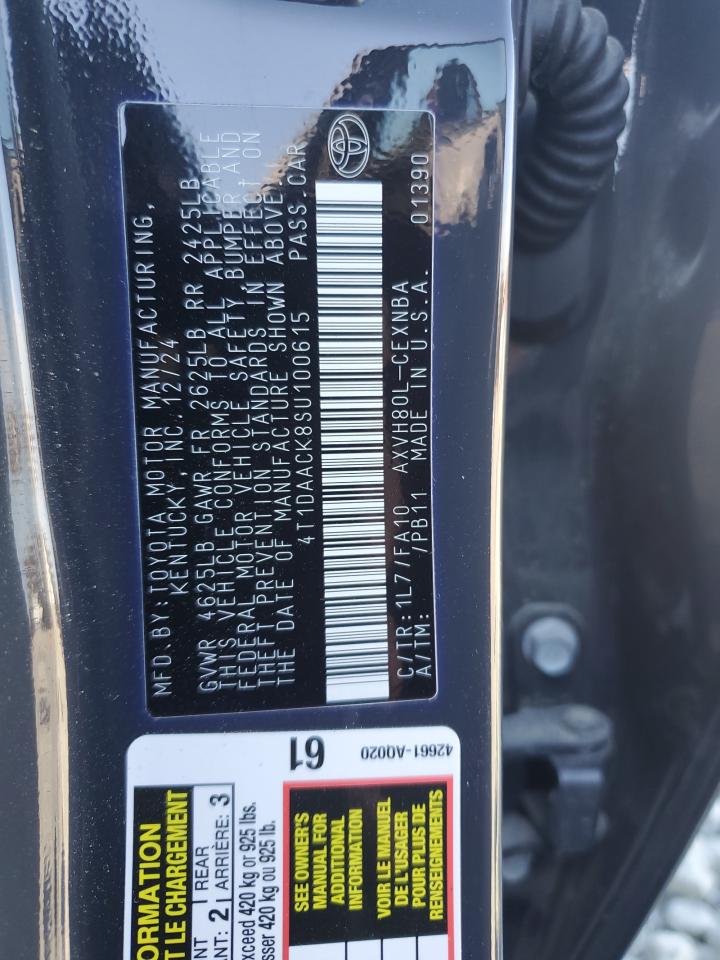 MFD.BY:TOYOTA MOTOR MANUFACTURING,
KENTUCKY, INC. 12/24
GVWR 4625LB GAWR FR 2625LB RR 2425LB
THIS VEHICLE CONFORMS TO ALL APPLICABLE
FEDERAL MOTOR VEHICLE SAFETY, BUMPER AND
THEFT PREVENTION STANDARDS IN EFFECT ON
THE DATE OF MANUFACTURE SHOWN ABOVE.
4T1DAACK8SU100615 PASS.CAR
C/TR:1L7/FA10 AXVH80L-CEXNBA 01390
A/TM: /PB11 MADE IN U.S.A.
61
42661-AQ020
ORMATION
T LE CHARGEMENT
NT REAR
ANT: 2 ARRIÈRE: 3
xceed 420 kg or 925 lbs.
sser 420 kg ou 925 lb.
SEE OWNER'S
MANUAL FOR
ADDITIONAL
INFORMATION
VOIR LE MANUEL
DE L'USAGER
POUR PLUS DE
RENSEIGNEMENTS